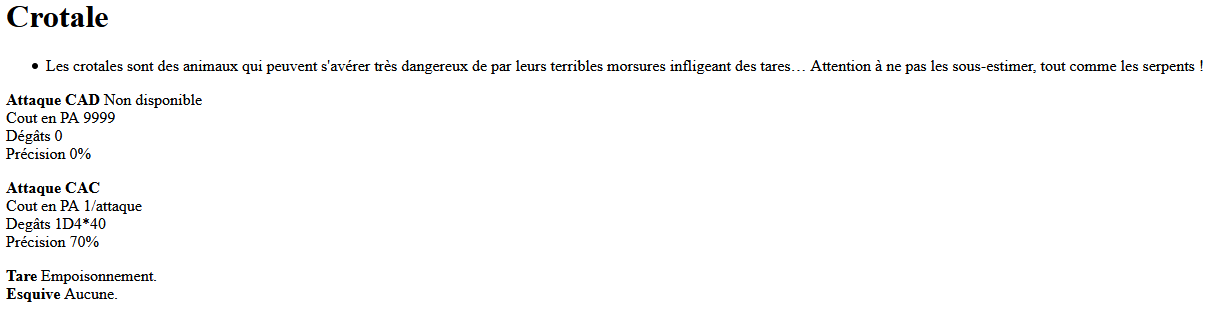 Crotale
Les crotales sont des animaux qui peuvent s'avérer très dangereux de par leurs terribles morsures infligeant des tares… Attention à ne pas les sous-estimer, tout comme les serpents !
Attaque CAD Non disponible
Cout en PA 9999
Dégâts 0
Précision 0%
Attaque CAC
Cout en PA 1/attaque
Degâts 1D4*40
Précision 70%
Tare Empoisonnement.
Esquive Aucune.